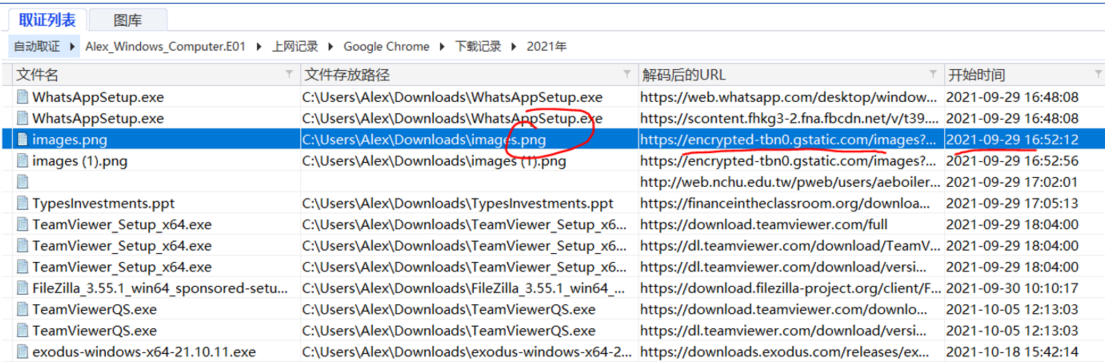 取证列表 图库
自动取证 Alex_Windows_Computer.E01 上网记录 Google Chrome 下载记录 2021年
文件名 文件存放路径 解码后的URL 开始时间
WhatsAppSetup.exe C:\Users\Alex\Downloads\WhatsAppSetup.exe https://web.whatsapp.com/desktop/window... 2021-09-29 16:48:08
WhatsAppSetup.exe C:\Users\Alex\Downloads\WhatsAppSetup.exe https://scontent.fhkg3-2.fna.fbcdn.net/v/t39.... 2021-09-29 16:48:08
images.png C:\Users\Alex\Downloads\images.png https://encrypted-tbn0.gstatic.com/images?... 2021-09-29 16:52:12
images (1).png C:\Users\Alex\Downloads\images (1).png https://encrypted-tbn0.gstatic.com/images?... 2021-09-29 16:52:56
http://web.nchu.edu.tw/pweb/users/aeboiler... 2021-09-29 17:02:01
TypesInvestments.ppt C:\Users\Alex\Downloads\TypesInvestments.ppt https://financeintheclassroom.org/downloa... 2021-09-29 17:05:13
TeamViewer_Setup_x64.exe C:\Users\Alex\Downloads\TeamViewer_Setup_x6... https://download.teamviewer.com/full 2021-09-29 18:04:00
TeamViewer_Setup_x64.exe C:\Users\Alex\Downloads\TeamViewer_Setup_x6... https://dl.teamviewer.com/download/TeamV... 2021-09-29 18:04:00
TeamViewer_Setup_x64.exe C:\Users\Alex\Downloads\TeamViewer_Setup_x6... https://dl.teamviewer.com/download/versi... 2021-09-29 18:04:00
FileZilla_3.55.1_win64_sponsored-setu... C:\Users\Alex\Downloads\FileZilla_3.55.1_win64_... https://download.filezilla-project.org/client/F... 2021-09-30 10:10:17
TeamViewerQS.exe C:\Users\Alex\Downloads\TeamViewerQS.exe https://download.teamviewer.com/downlo... 2021-10-05 12:13:03
TeamViewerQS.exe C:\Users\Alex\Downloads\TeamViewerQS.exe https://dl.teamviewer.com/download/versi... 2021-10-05 12:13:03
exodus-windows-x64-21.10.11.exe C:\Users\Alex\Downloads\exodus-windows-x64-2... https://downloads.exodus.com/releases/ex... 2021-10-18 15:42:14